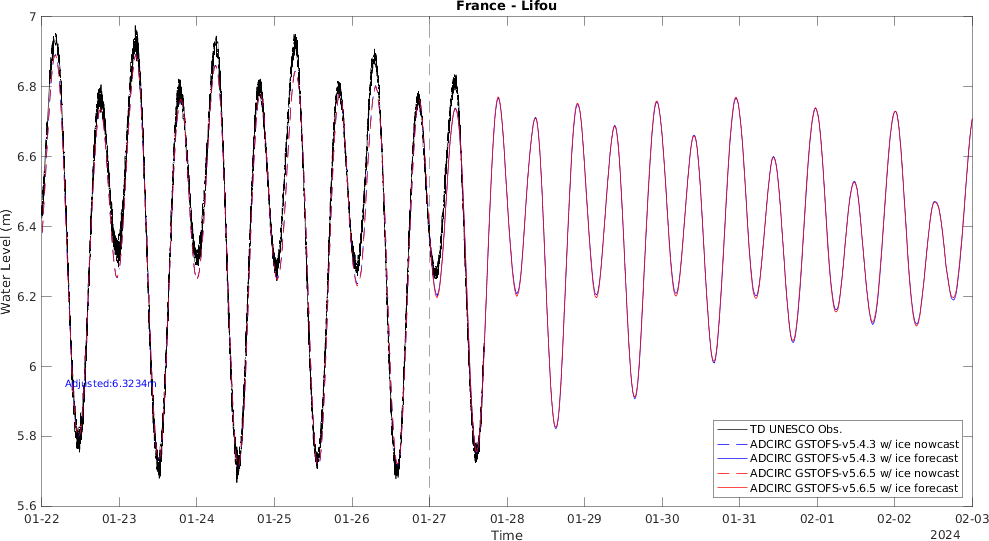 France - Lifou
7
6.8
6.6
6.4
6.2
6
5.8
5.6
Water Level (m)
Adjusted:6.3234m
TD UNESCO Obs.
ADCIRC GSTOFS-v5.4.3 w/ ice nowcast
ADCIRC GSTOFS-v5.4.3 w/ ice forecast
ADCIRC GSTOFS-v5.6.5 w/ ice nowcast
ADCIRC GSTOFS-v5.6.5 w/ ice forecast
01-22 01-23 01-24 01-25 01-26 01-27 01-28 01-29 01-30 01-31 02-01 02-02 02-03
Time
2024